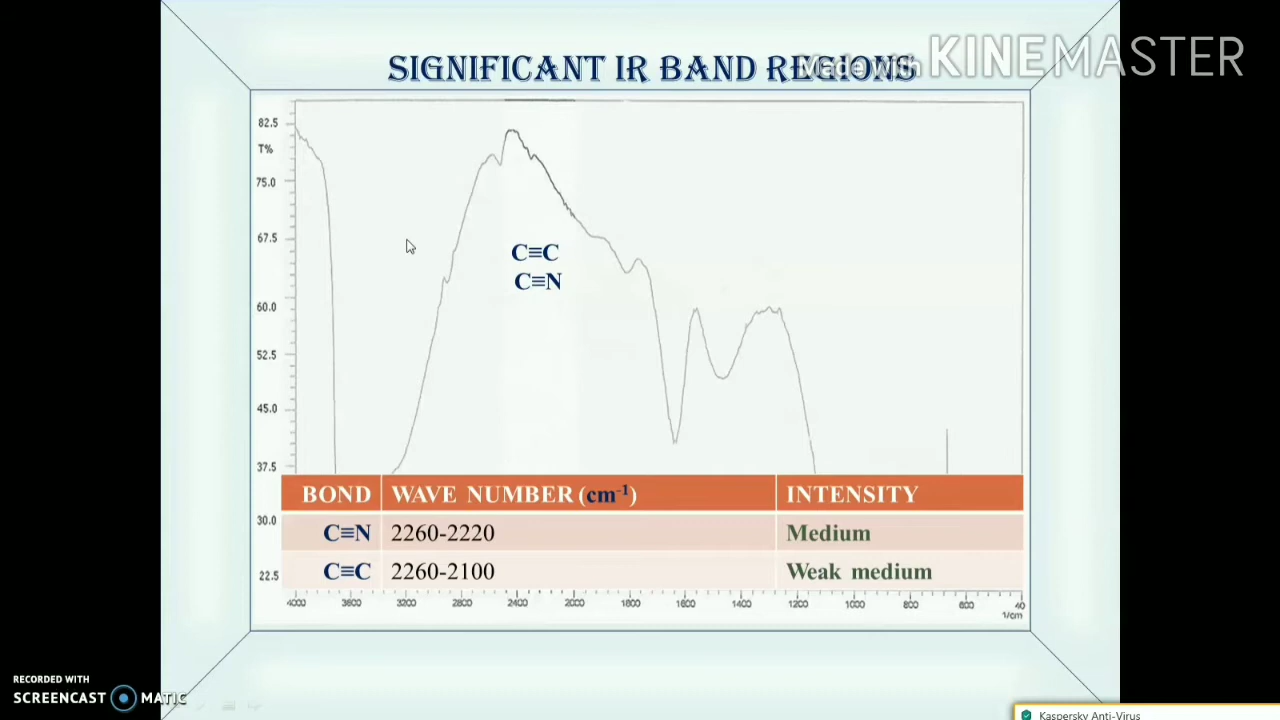 SIGNIFICANT IR BAND REGIONS
Made with KINEMASTER
82.5
T%
75.0
67.5
C≡C
C≡N
60.0
52.5
45.0
37.5
BOND WAVE NUMBER (cm⁻¹) INTENSITY
30.0
C≡N 2260-2220 Medium
C≡C 2260-2100 Weak medium
22.5
4000 3600 3200 2800 2400 2000 1800 1600 1400 1200 1000 800 600 40
1/cm
RECORDED WITH
SCREENCAST MATIC
Kaspersky Anti-Virus